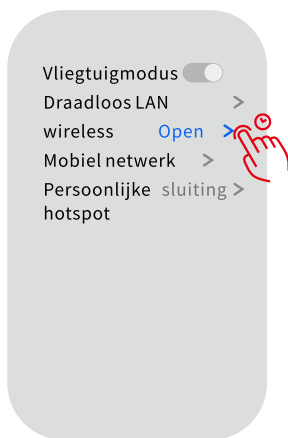 Vliegtuigmodus
Draadloos LAN >
wireless Open >
Mobiel netwerk >
Persoonlijke sluiting >
hotspot